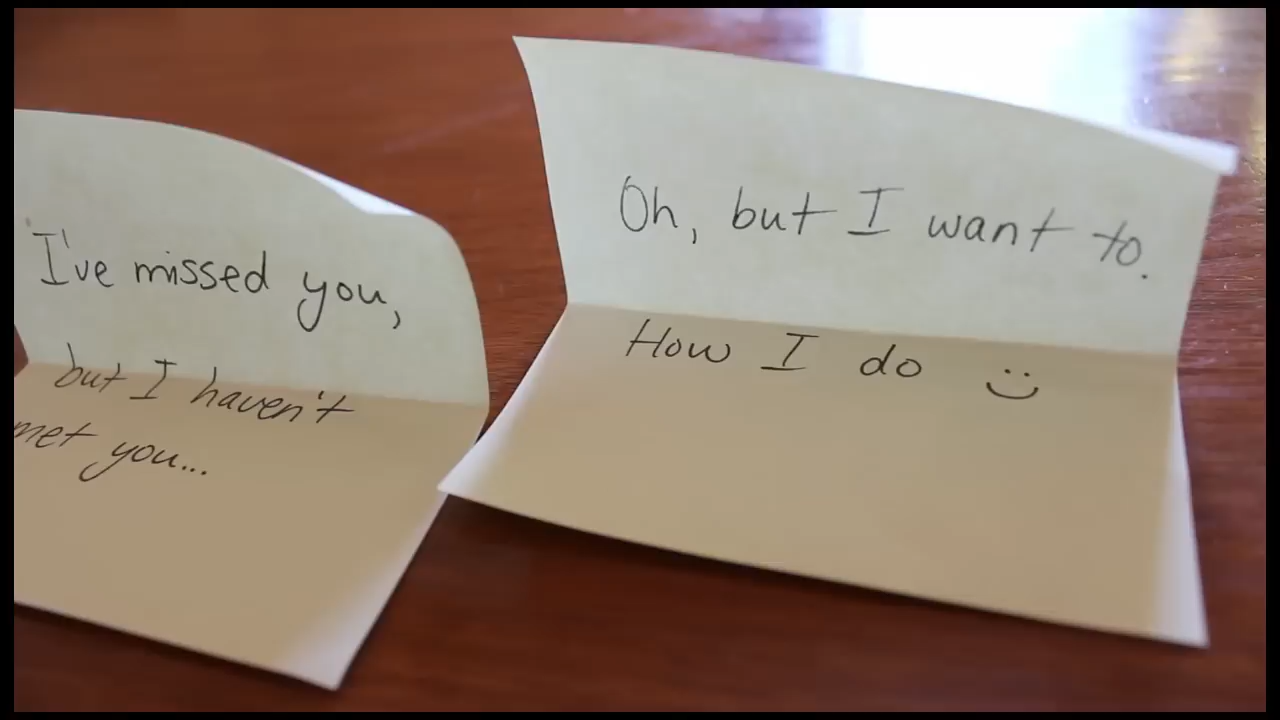 I've missed you,
but I haven't
met you...
Oh, but I want to.
How I do :)